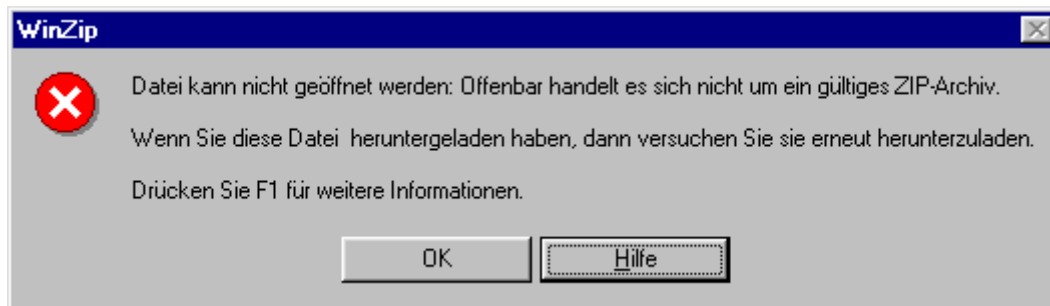 WinZip
Datei kann nicht geöffnet werden: Offenbar handelt es sich nicht um ein gültiges ZIP-Archiv.
Wenn Sie diese Datei  heruntergeladen haben, dann versuchen Sie sie erneut herunterzuladen.
Drücken Sie F1 für weitere Informationen.
OK
Hilfe